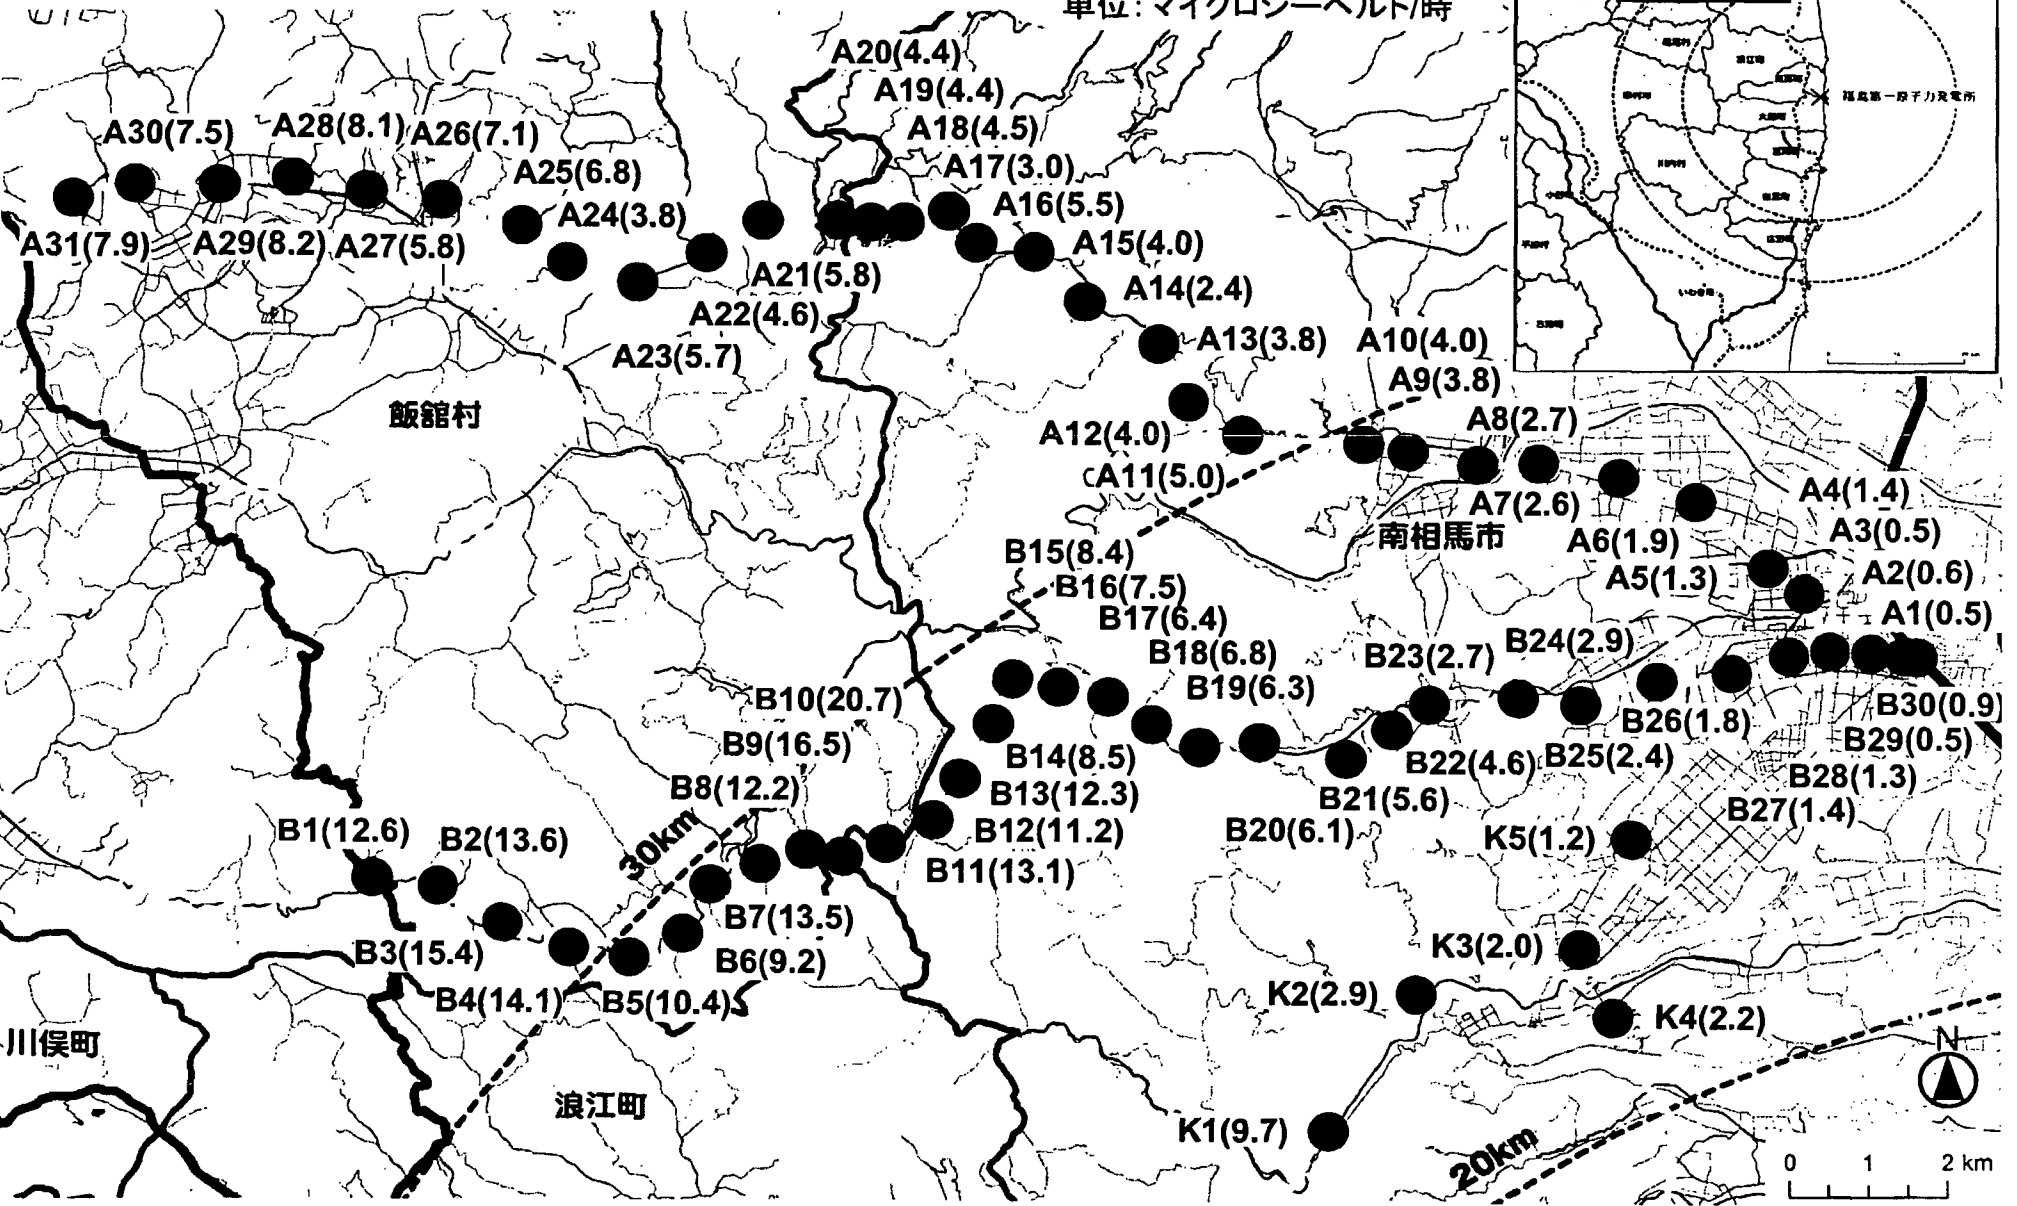 単位：マイクロシーベルト/時
A20(4.4)
A19(4.4)
A18(4.5)
A17(3.0)
A16(5.5)
A15(4.0)
A14(2.4)
A13(3.8)
A30(7.5)
A28(8.1)
A26(7.1)
A25(6.8)
A24(3.8)
A31(7.9)
A29(8.2)
A27(5.8)
A21(5.8)
A22(4.6)
A23(5.7)
福島第一原子力発電所
A10(4.0)
A9(3.8)
A8(2.7)
飯舘村
A12(4.0)
A11(5.0)
A7(2.6)
南相馬市
A6(1.9)
A5(1.3)
A4(1.4)
A3(0.5)
A2(0.6)
A1(0.5)
B15(8.4)
B16(7.5)
B17(6.4)
B18(6.8)
B19(6.3)
B23(2.7)
B24(2.9)
B10(20.7)
B9(16.5)
B8(12.2)
B14(8.5)
B13(12.3)
B12(11.2)
B11(13.1)
B22(4.6)
B25(2.4)
B26(1.8)
B30(0.9)
B29(0.5)
B28(1.3)
B27(1.4)
B21(5.6)
B20(6.1)
B1(12.6)
B2(13.6)
30km
B7(13.5)
B6(9.2)
B3(15.4)
B4(14.1)
B5(10.4)
K5(1.2)
K3(2.0)
K2(2.9)
K4(2.2)
川俣町
浪江町
K1(9.7)
20km
N
0 1 2 km